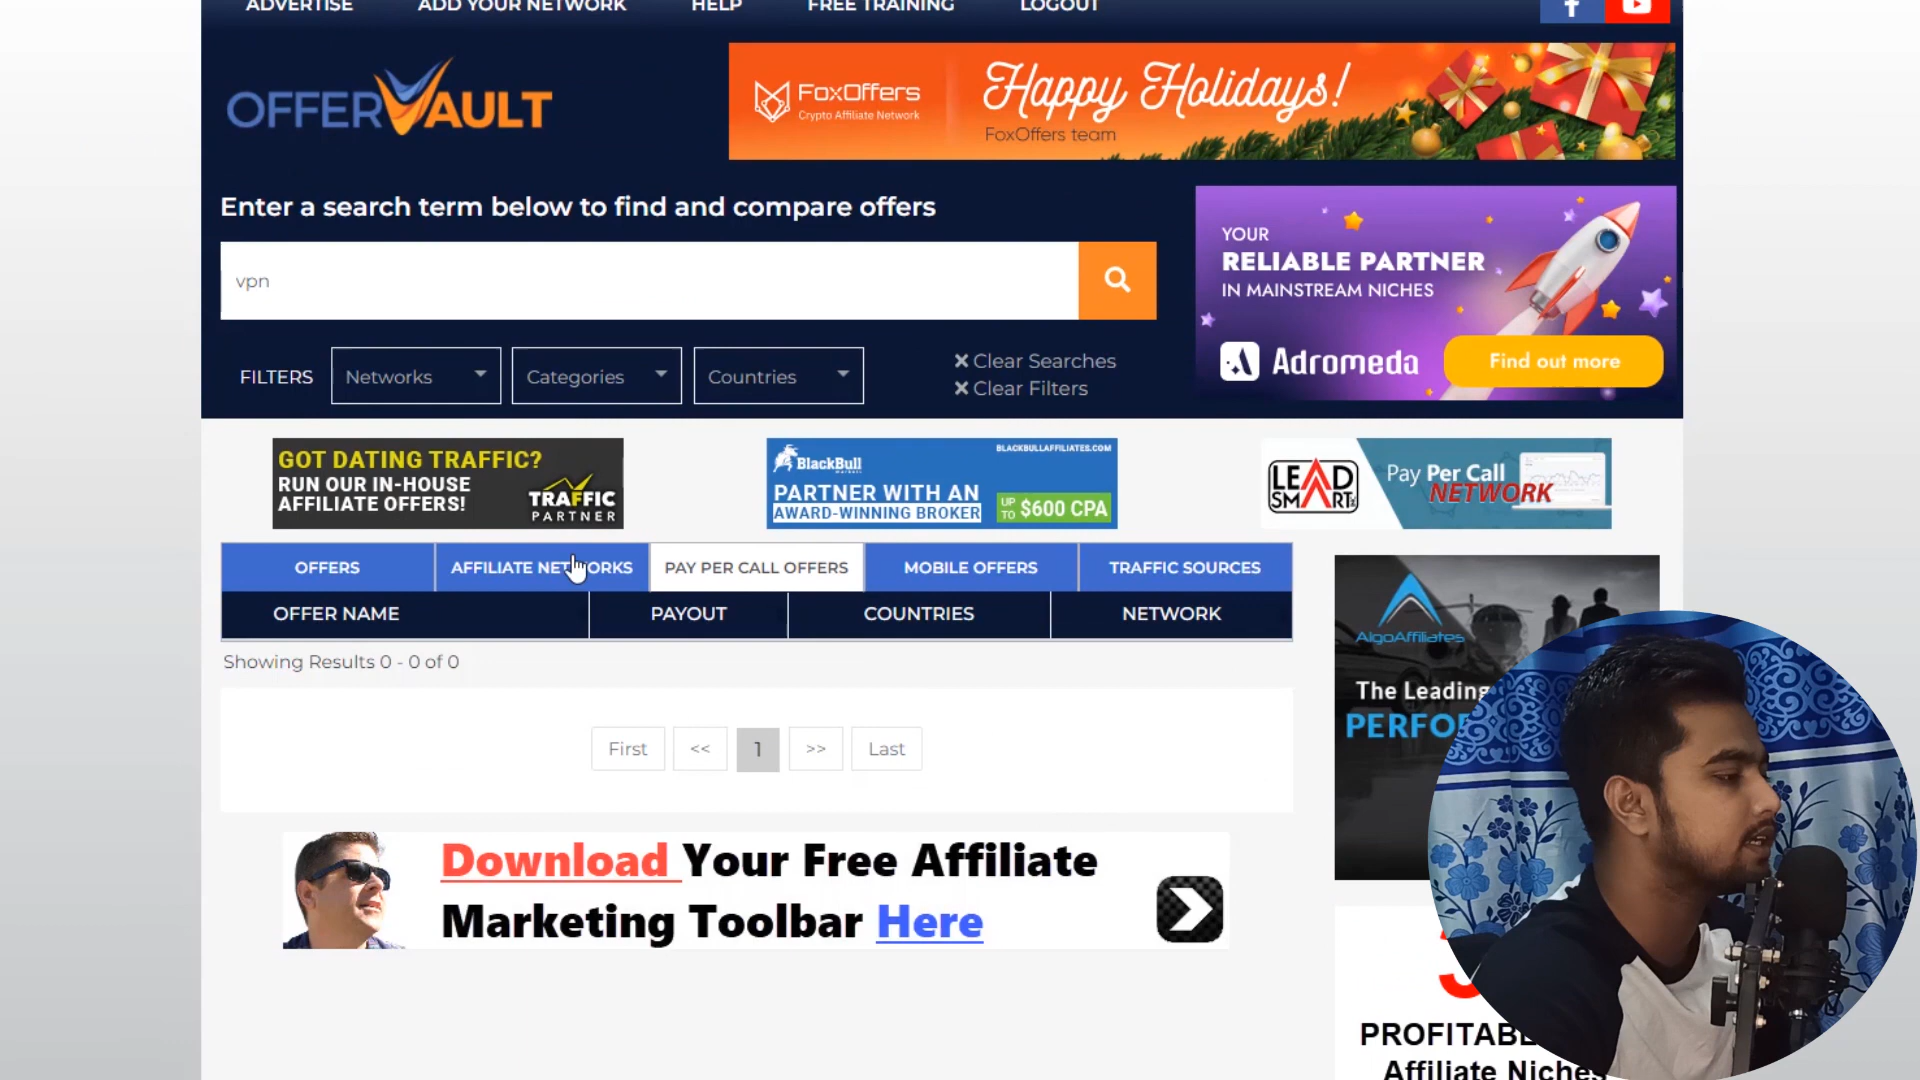 ADVERTISE ADD YOUR NETWORK HELP FREE TRAINING LOGOUT
OFFERVAULT
FoxOffers
Crypto Affiliate Network
Happy Holidays!
FoxOffers team
Enter a search term below to find and compare offers
vpn
FILTERS Networks Categories Countries
× Clear Searches
× Clear Filters
YOUR
RELIABLE PARTNER
IN MAINSTREAM NICHES
Adromeda Find out more
GOT DATING TRAFFIC?
RUN OUR IN-HOUSE
AFFILIATE OFFERS!
TRAFFIC
PARTNER
BlackBull
BLACKBULLAFFILIATES.COM
PARTNER WITH AN
AWARD-WINNING BROKER
UP TO $600 CPA
LEAD
SMART
Pay Per Call
NETWORK
OFFERS AFFILIATE NETWORKS PAY PER CALL OFFERS MOBILE OFFERS TRAFFIC SOURCES
OFFER NAME PAYOUT COUNTRIES NETWORK
Showing Results 0 - 0 of 0
First << 1 >> Last
Download Your Free Affiliate
Marketing Toolbar Here
AlgoAffiliates
The Leading
PERFO
PROFITABLE
Affiliate Niches